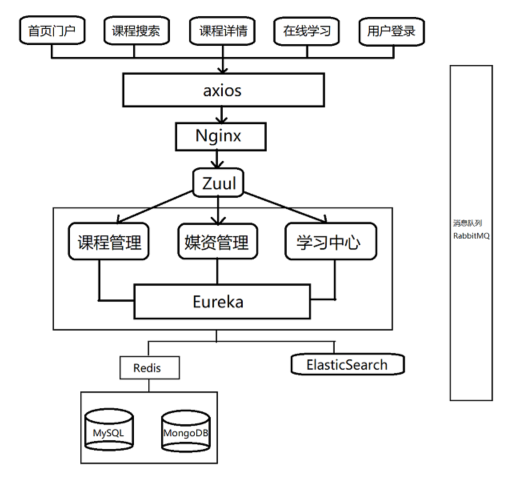 首页门户
课程搜索
课程详情
在线学习
用户登录
axios
Nginx
Zuul
课程管理
媒资管理
学习中心
Eureka
消息队列
RabbitMQ
Redis
ElasticSearch
MySQL
MongoDB